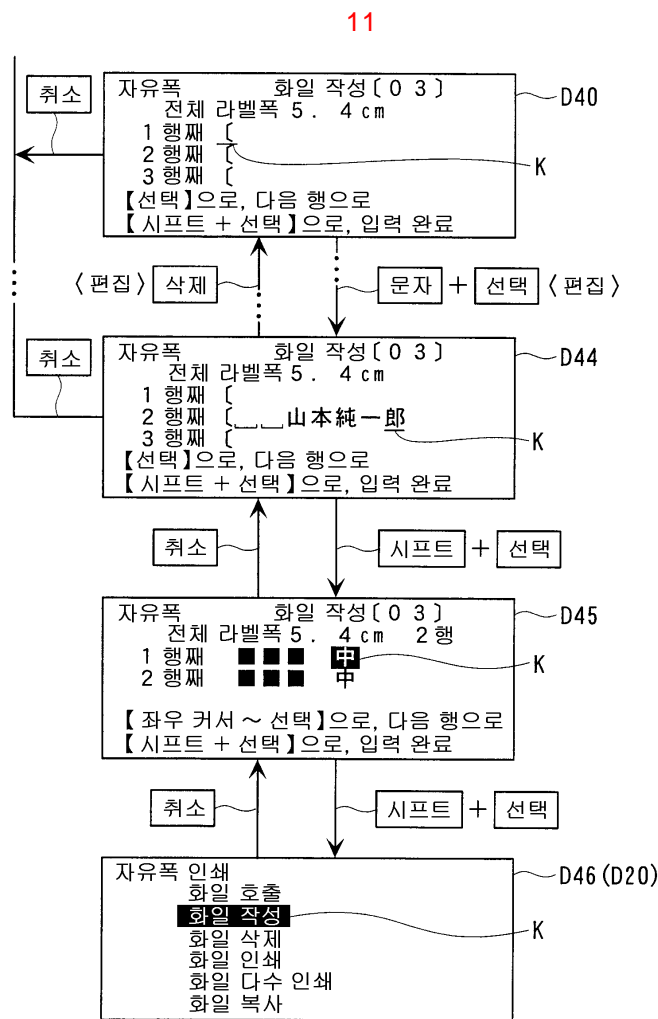 11
자유폭 화일 작성〔０３〕
전체 라벨폭５． ４cm
1 행째 〔
2 행째 〔
3 행째 〔
【선택】으로, 다음 행으로
【시프트 + 선택】으로, 입력 완료
D40
K
취소
〈편집〉 삭제
문자 + 선택 〈편집〉
자유폭 화일 작성〔０３〕
전체 라벨폭５． ４cm
1 행째 〔
2 행째 〔 山本純一郎
3 행째 〔
【선택】으로, 다음 행으로
【시프트 + 선택】으로, 입력 완료
D44
K
취소
취소
시프트 + 선택
자유폭 화일 작성〔０３〕
전체 라벨폭５． ４cm 2행
1 행째 ■■■ 中
2 행째 ■■■ 中
【좌우 커서 ～ 선택】으로, 다음 행으로
【시프트 + 선택】으로, 입력 완료
D45
K
취소
시프트 + 선택
자유폭 인쇄
화일 호출
화일 작성
화일 삭제
화일 인쇄
화일 다수 인쇄
화일 복사
D46(D20)
K